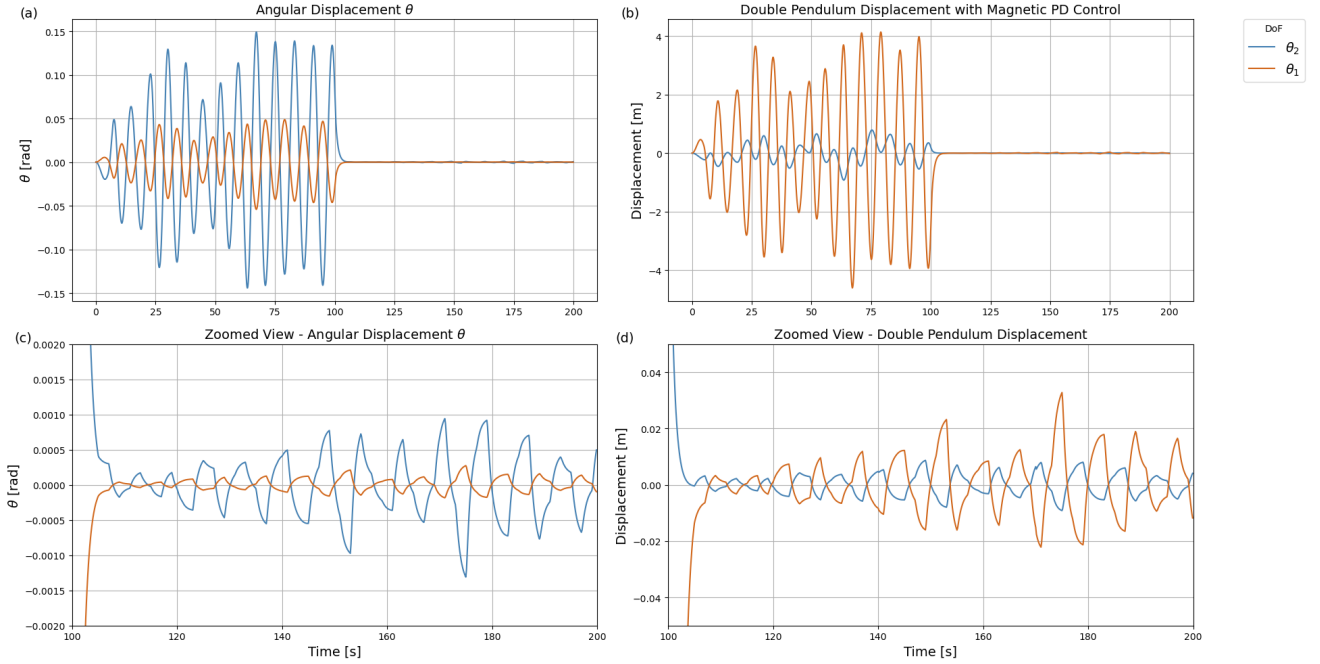 (a)
Angular Displacement θ
0.15
0.10
0.05
0.00
−0.05
−0.10
−0.15
θ [rad]
0 25 50 75 100 125 150 175 200
(b)
Double Pendulum Displacement with Magnetic PD Control
4
2
0
−2
−4
Displacement [m]
0 25 50 75 100 125 150 175 200
DoF
θ₂
θ₁
(c)
Zoomed View - Angular Displacement θ
0.0020
0.0015
0.0010
0.0005
0.0000
−0.0005
−0.0010
−0.0015
−0.0020
θ [rad]
100 120 140 160 180 200
Time [s]
(d)
Zoomed View - Double Pendulum Displacement
0.04
0.02
0.00
−0.02
−0.04
Displacement [m]
100 120 140 160 180 200
Time [s]